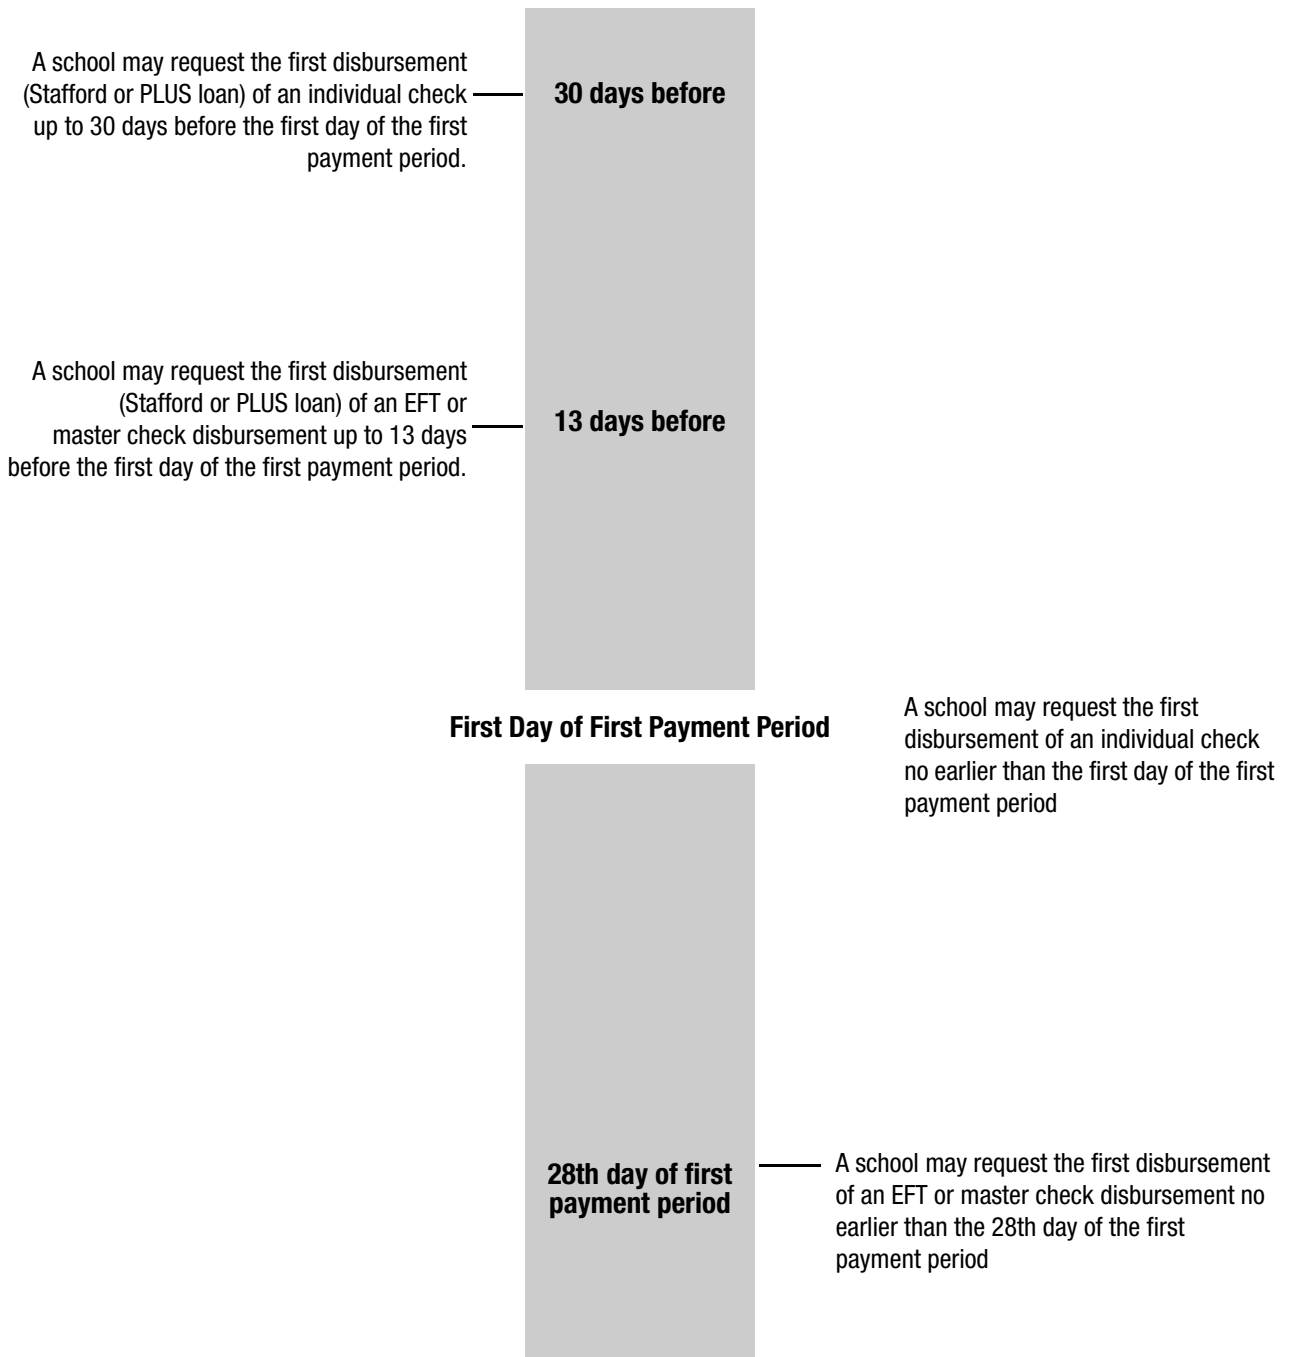 A school may request the first disbursement
(Stafford or PLUS loan) of an individual check
up to 30 days before the first day of the first
payment period.
30 days before
A school may request the first disbursement
(Stafford or PLUS loan) of an EFT or
master check disbursement up to 13 days
before the first day of the first payment period.
13 days before
First Day of First Payment Period
A school may request the first
disbursement of an individual check
no earlier than the first day of the first
payment period
28th day of first
payment period
A school may request the first disbursement
of an EFT or master check disbursement no
earlier than the 28th day of the first
payment period